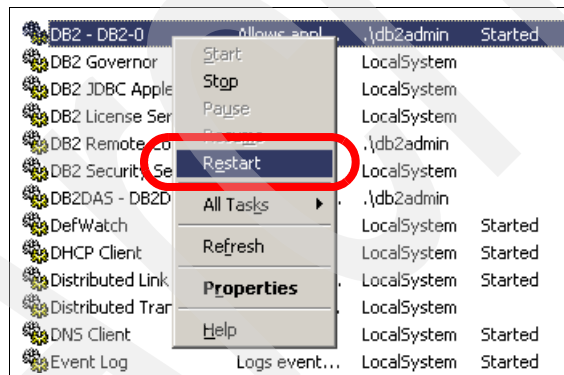 DB2 - DB2-0 Allows appl... .\db2admin Started
DB2 Governor Start LocalSystem
DB2 JDBC Apple Stop LocalSystem
DB2 License Ser Pause LocalSystem
DB2 Remote .\db2admin
DB2 Security Se Restart LocalSystem
DB2DAS - DB2D All Tasks .\db2admin
DefWatch LocalSystem Started
DHCP Client Refresh LocalSystem Started
Distributed Link Properties LocalSystem Started
Distributed Tran LocalSystem
DNS Client Help LocalSystem Started
Event Log Logs event... LocalSystem Started